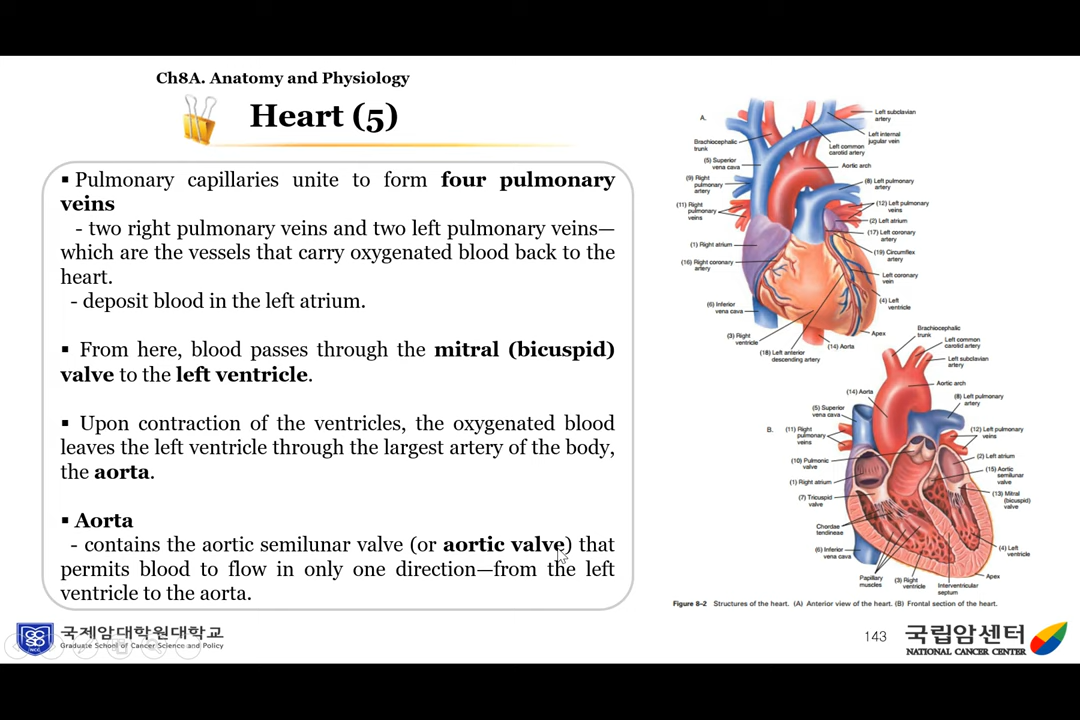 Ch8A. Anatomy and Physiology
Heart (5)
▪ Pulmonary capillaries unite to form four pulmonary
veins
- two right pulmonary veins and two left pulmonary veins—
which are the vessels that carry oxygenated blood back to the
heart.
- deposit blood in the left atrium.
▪ From here, blood passes through the mitral (bicuspid)
valve to the left ventricle.
▪ Upon contraction of the ventricles, the oxygenated blood
leaves the left ventricle through the largest artery of the body,
the aorta.
▪ Aorta
- contains the aortic semilunar valve (or aortic valve) that
permits blood to flow in only one direction—from the left
ventricle to the aorta.
A.
Brachiocephalic
trunk
(5) Superior
vena cava
(9) Right
pulmonary
artery
(11) Right
pulmonary
veins
(1) Right atrium
(16) Right coronary
artery
(6) Inferior
vena cava
(3) Right
ventricle
(18) Left anterior
descending artery
(14) Aorta
Left subclavian
artery
Left internal
jugular vein
Left common
carotid artery
Aortic arch
(8) Left pulmonary
artery
(12) Left pulmonary
veins
(2) Left atrium
(17) Left coronary
artery
(19) Circumflex
artery
Left coronary
vein
(4) Left
ventricle
Apex
B.
Brachiocephalic
trunk
Left common
carotid artery
Left subclavian
artery
Aortic arch
(14) Aorta
(8) Left pulmonary
artery
(5) Superior
vena cava
(11) Right
pulmonary
veins
(10) Pulmonic
valve
(1) Right atrium
(7) Tricuspid
valve
Chordae
tendineae
(6) Inferior
vena cava
Papillary
muscles
(3) Right
ventricle
Interventricular
septum
(12) Left pulmonary
veins
(2) Left atrium
(15) Aortic
semilunar
valve
(13) Mitral
(bicuspid)
valve
(4) Left
ventricle
Apex
Figure 8-2 Structures of the heart. (A) Anterior view of the heart. (B) Frontal section of the heart.
국제암대학원대학교
Graduate School of Cancer Science and Policy
143
국립암센터
NATIONAL CANCER CENTER